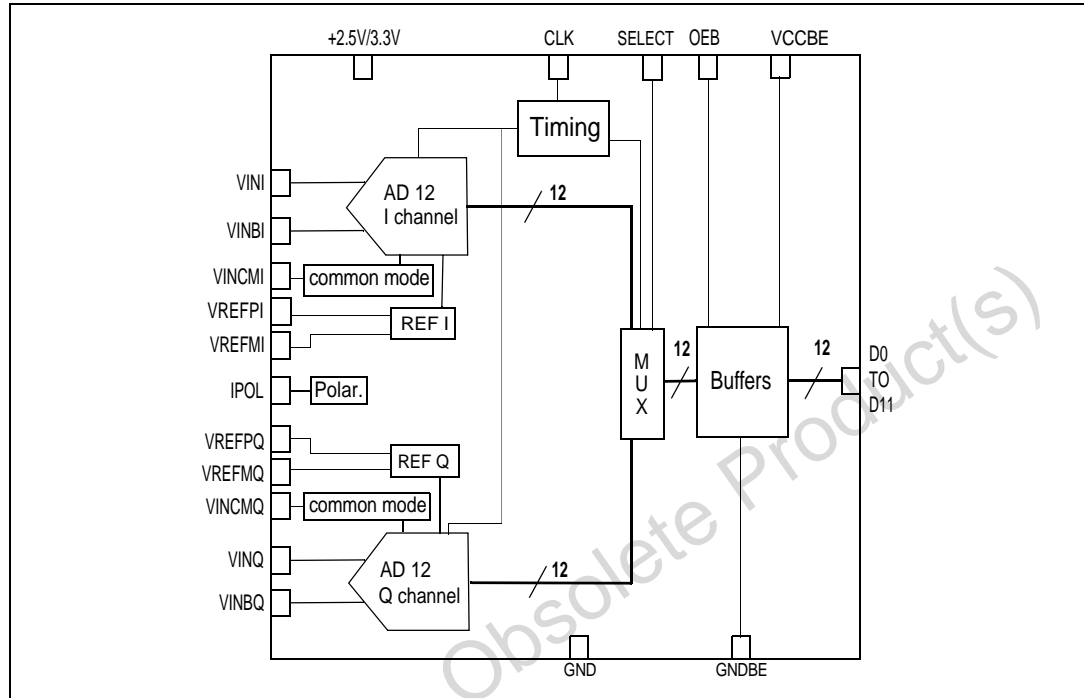 +2.5V/3.3V
CLK
SELECT
OEB
VCCBE
Timing
VINI
AD 12
I channel
12
VINBI
VINCMI
common mode
VREFPI
REF I
VREFMI
MUX
12
Buffers
12
D0
TO
D11
IPOL
Polar.
VREFPQ
REF Q
VREFMQ
VINCMQ
common mode
VINQ
AD 12
Q channel
12
VINBQ
GND
GNDBE
Obsolete Product(s)